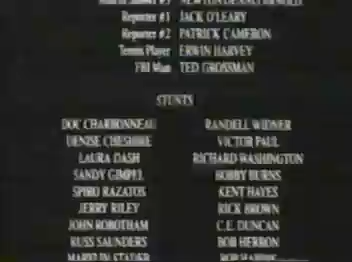 Reporter #1 JACK O'LEARY
Reporter #2 PATRICK CAMERON
Tennis Player ERWIN HARVEY
FBI Man TED GROSSMAN
STUNTS
DOC CHARBONNEAU RANDELL WIDNER
DENISE CHESHIRE VICTOR PAUL
LAURA DASH RICHARD WASHINGTON
SANDY GIMPEL BOBBY BURNS
SPIRO RAZATOS KENT HAYES
JERRY RILEY RICK BROWN
JOHN ROBOTHAM C.E. DUNCAN
RUSS SAUNDERS BOB HERRON